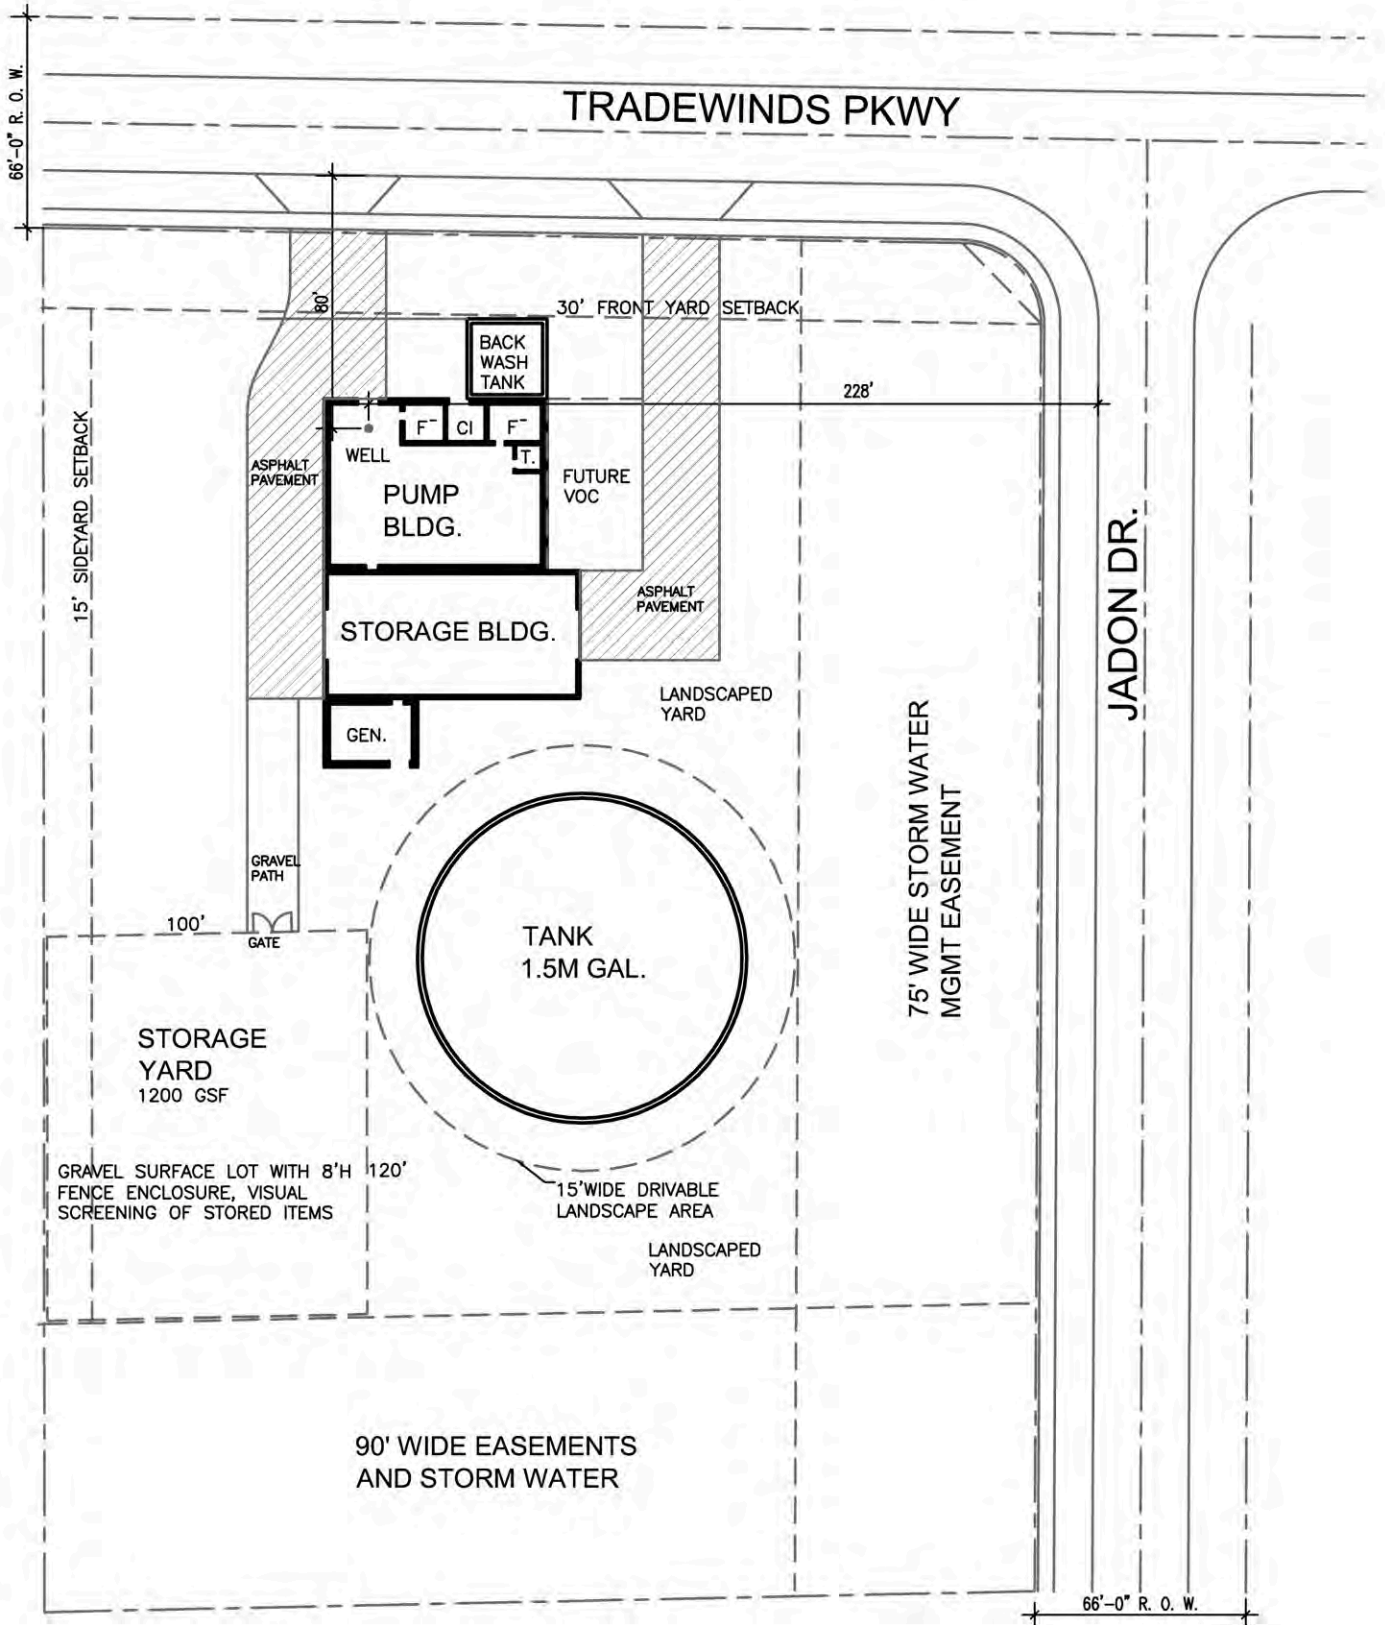 66'-0" R. O. W.
TRADEWINDS PKWY
80'
30' FRONT YARD SETBACK
BACK
WASH
TANK
228'
15' SIDEYARD SETBACK
F-
Cl
F-
WELL
T.
ASPHALT
PAVEMENT
PUMP
BLDG.
FUTURE
VOC
JADON DR.
ASPHALT
PAVEMENT
STORAGE BLDG.
LANDSCAPED
YARD
GEN.
75' WIDE STORM WATER
MGMT EASEMENT
GRAVEL
PATH
100'
GATE
TANK
1.5M GAL.
STORAGE
YARD
1200 GSF
GRAVEL SURFACE LOT WITH 8'H
FENCE ENCLOSURE, VISUAL
SCREENING OF STORED ITEMS
120'
15'WIDE DRIVABLE
LANDSCAPE AREA
LANDSCAPED
YARD
90' WIDE EASEMENTS
AND STORM WATER
66'-0" R. O. W.